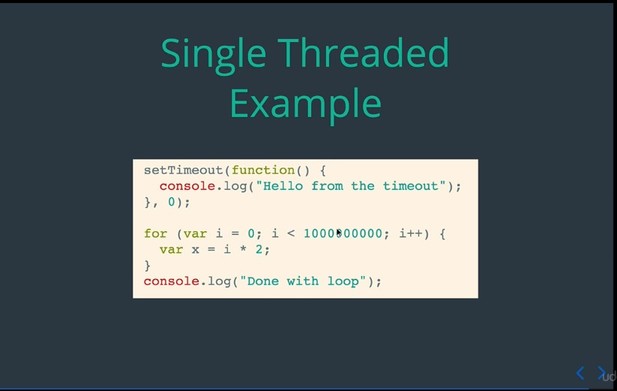 Single Threaded
Example
setTimeout(function() {
  console.log("Hello from the timeout");
}, 0);
for (var i = 0; i < 1000000000; i++) {
  var x = i * 2;
}
console.log("Done with loop");